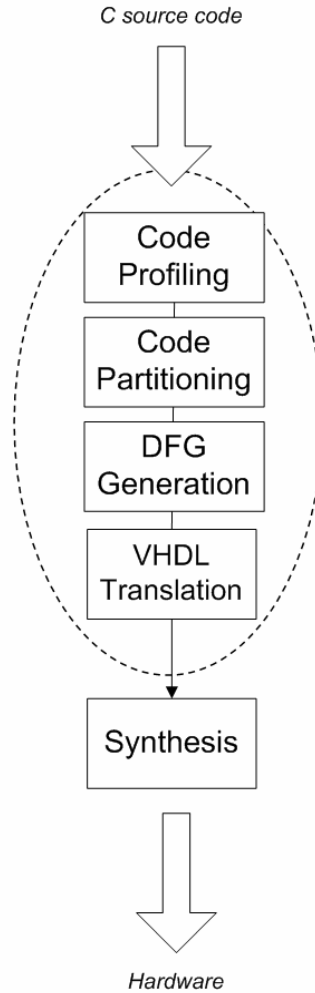 C source code
Code
Profiling
Code
Partitioning
DFG
Generation
VHDL
Translation
Synthesis
Hardware